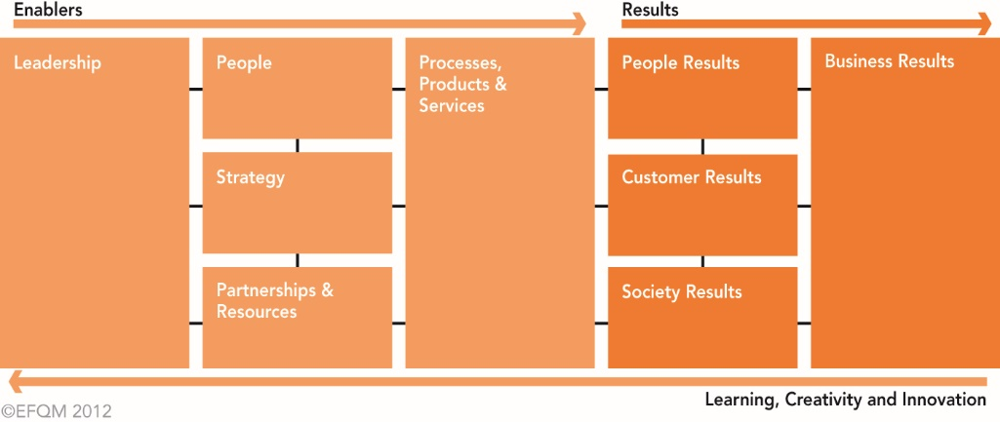 Enablers
Results
Leadership
People
Processes,
Products &
Services
People Results
Business Results
Strategy
Customer Results
Partnerships &
Resources
Society Results
Learning, Creativity and Innovation
©EFQM 2012